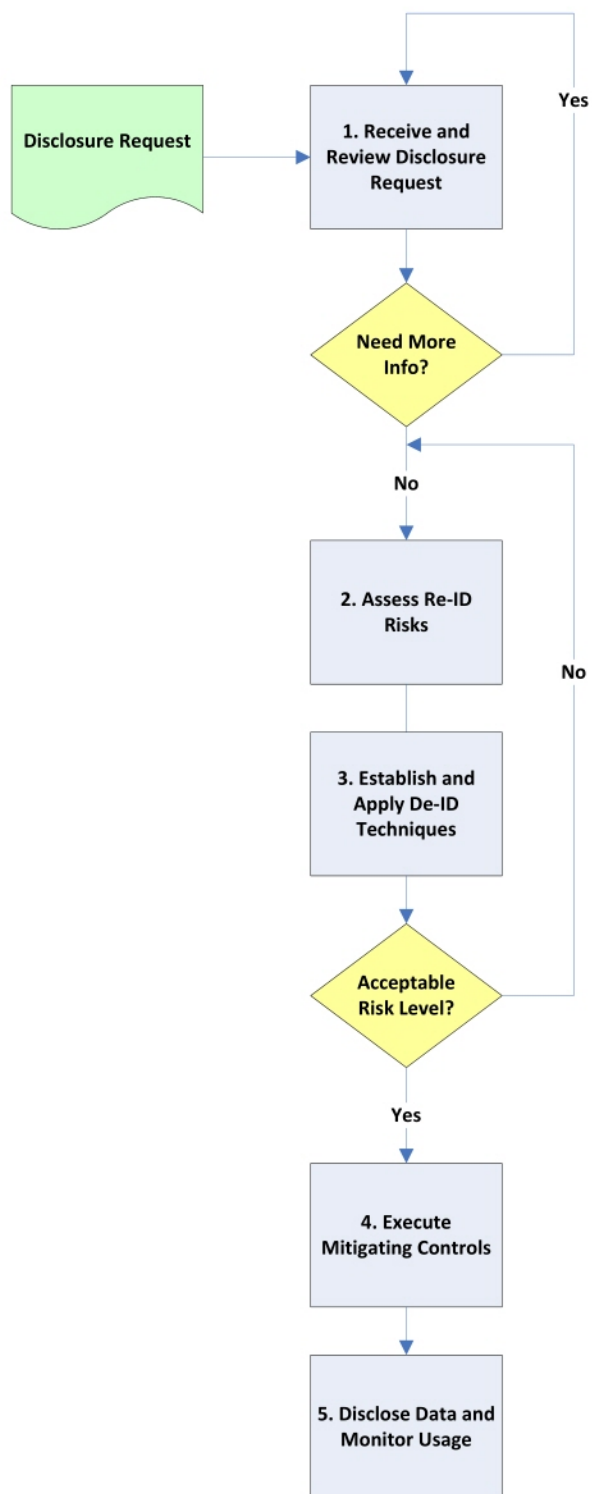 Disclosure Request
1. Receive and
Review Disclosure
Request
Yes
Need More
Info?
No
2. Assess Re-ID
Risks
No
3. Establish and
Apply De-ID
Techniques
Acceptable
Risk Level?
Yes
4. Execute
Mitigating Controls
5. Disclose Data and
Monitor Usage